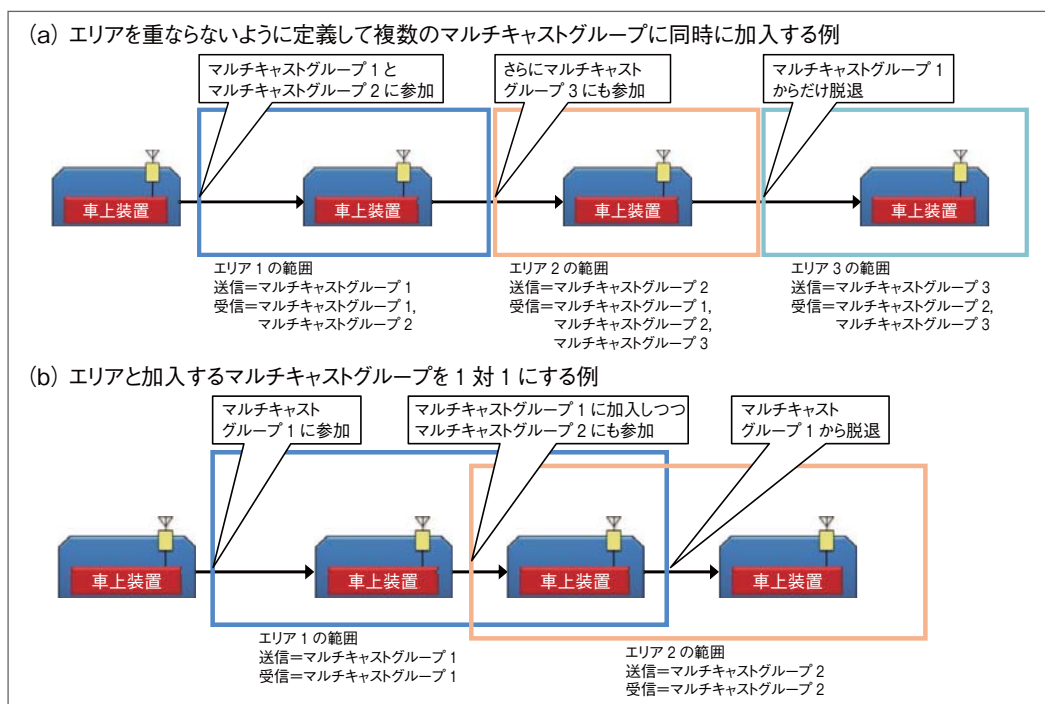 (a) エリアを重ならないように定義して複数のマルチキャストグループに同時に加入する例
マルチキャストグループ 1 と
マルチキャストグループ 2 に参加
さらにマルチキャスト
グループ 3 にも参加
マルチキャストグループ 1
からだけ脱退
車上装置
車上装置
車上装置
車上装置
エリア 1 の範囲
送信=マルチキャストグループ 1
受信=マルチキャストグループ 1,
マルチキャストグループ 2
エリア 2 の範囲
送信=マルチキャストグループ 2
受信=マルチキャストグループ 1,
マルチキャストグループ 2,
マルチキャストグループ 3
エリア 3 の範囲
送信=マルチキャストグループ 3
受信=マルチキャストグループ 2,
マルチキャストグループ 3
(b) エリアと加入するマルチキャストグループを 1 対 1 にする例
マルチキャスト
グループ 1 に参加
マルチキャストグループ 1 に加入しつつ
マルチキャストグループ 2 にも参加
マルチキャスト
グループ 1 から脱退
車上装置
車上装置
車上装置
車上装置
エリア 1 の範囲
送信=マルチキャストグループ 1
受信=マルチキャストグループ 1
エリア 2 の範囲
送信=マルチキャストグループ 2
受信=マルチキャストグループ 2